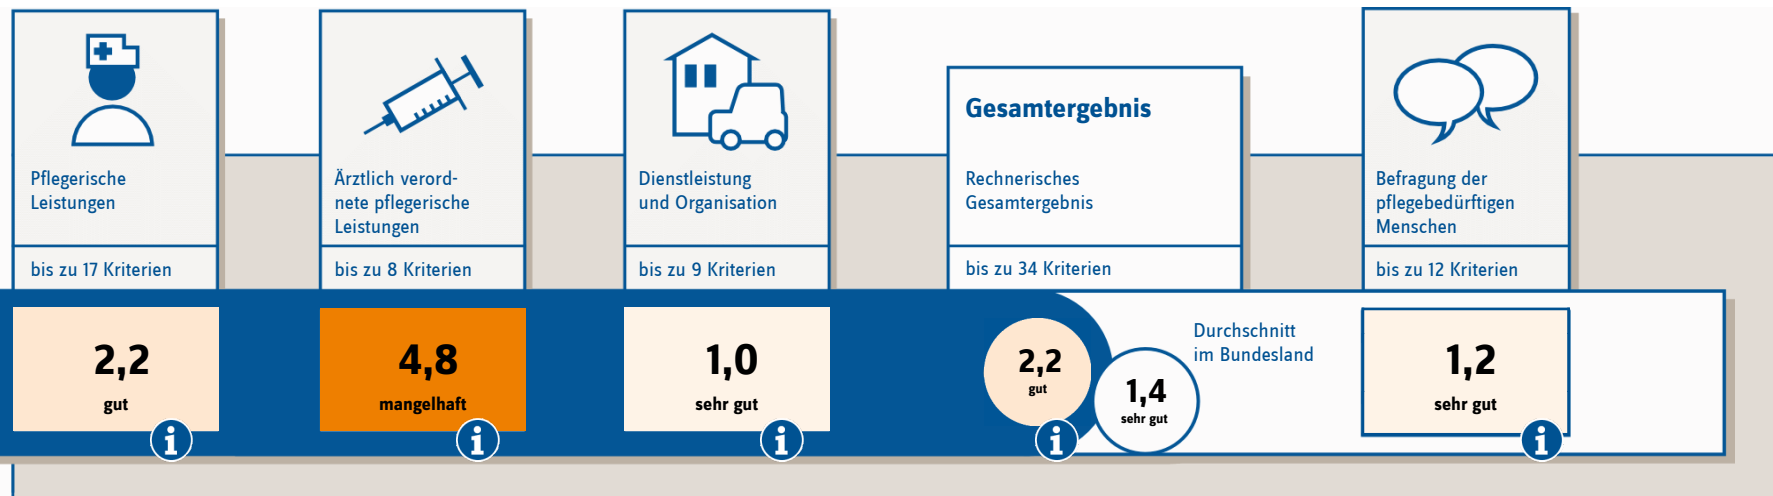 Pflegerische
Leistungen
bis zu 17 Kriterien
2,2
gut
i
Ärztlich verord-
nete pflegerische
Leistungen
bis zu 8 Kriterien
4,8
mangelhaft
i
Dienstleistung
und Organisation
bis zu 9 Kriterien
1,0
sehr gut
i
Gesamtergebnis
Rechnerisches
Gesamtergebnis
bis zu 34 Kriterien
2,2
gut
i
1,4
sehr gut
Durchschnitt
im Bundesland
Befragung der
pflegebedürftigen
Menschen
bis zu 12 Kriterien
1,2
sehr gut
i